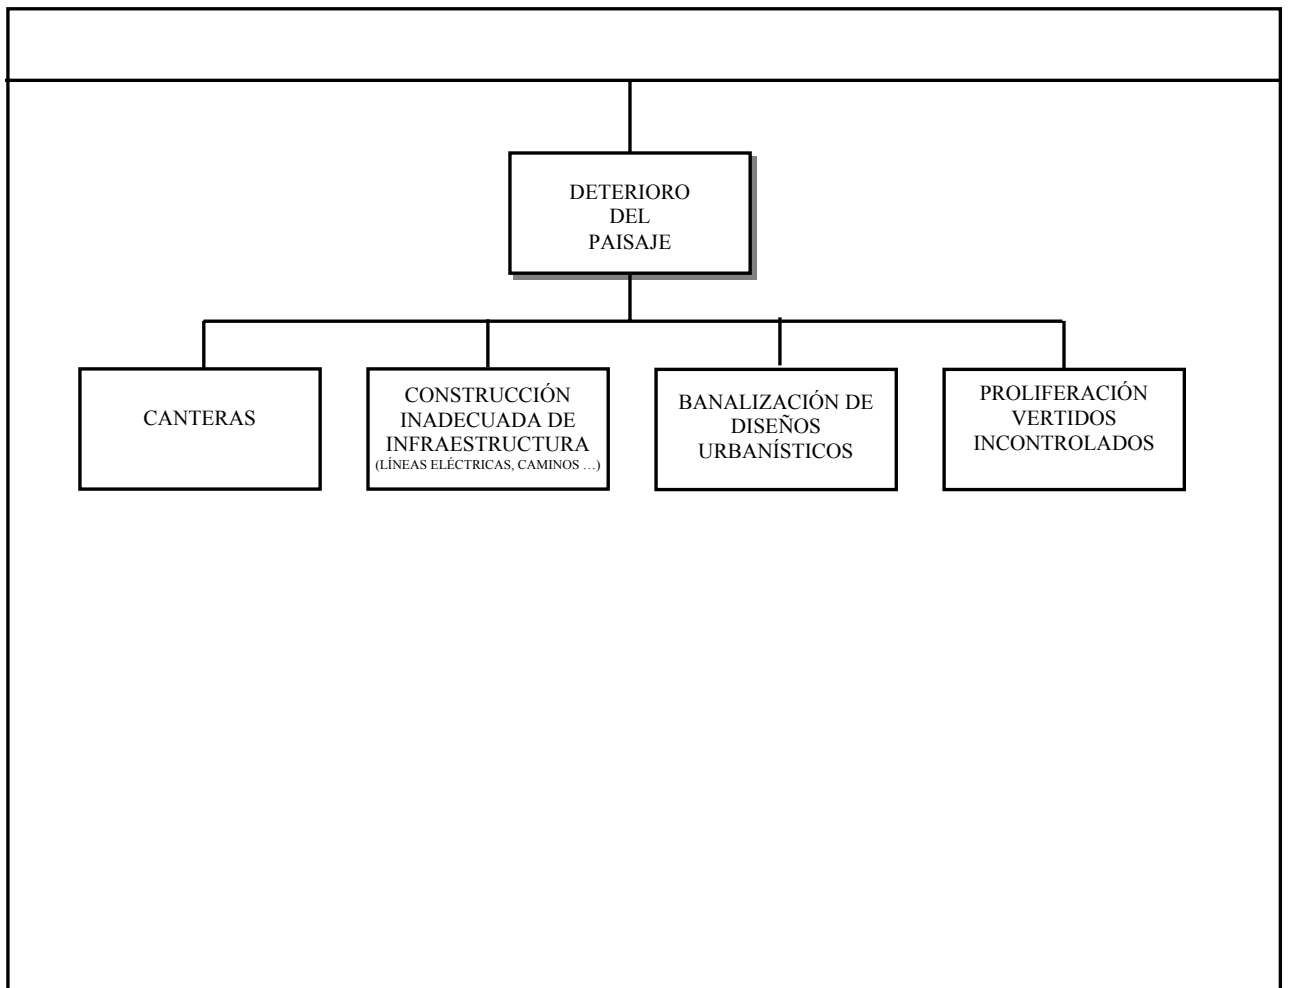 DETERIORO
DEL
PAISAJE
CANTERAS
CONSTRUCCIÓN
INADECUADA DE
INFRAESTRUCTURA
(LÍNEAS ELÉCTRICAS, CAMINOS …)
BANALIZACIÓN DE
DISEÑOS
URBANÍSTICOS
PROLIFERACIÓN
VERTIDOS
INCONTROLADOS